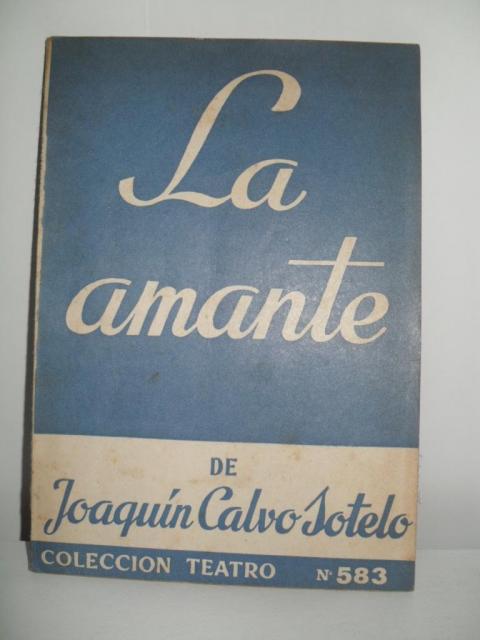 La
amante
DE
Joaquín Calvo Sotelo
COLECCION TEATRO Nº 583